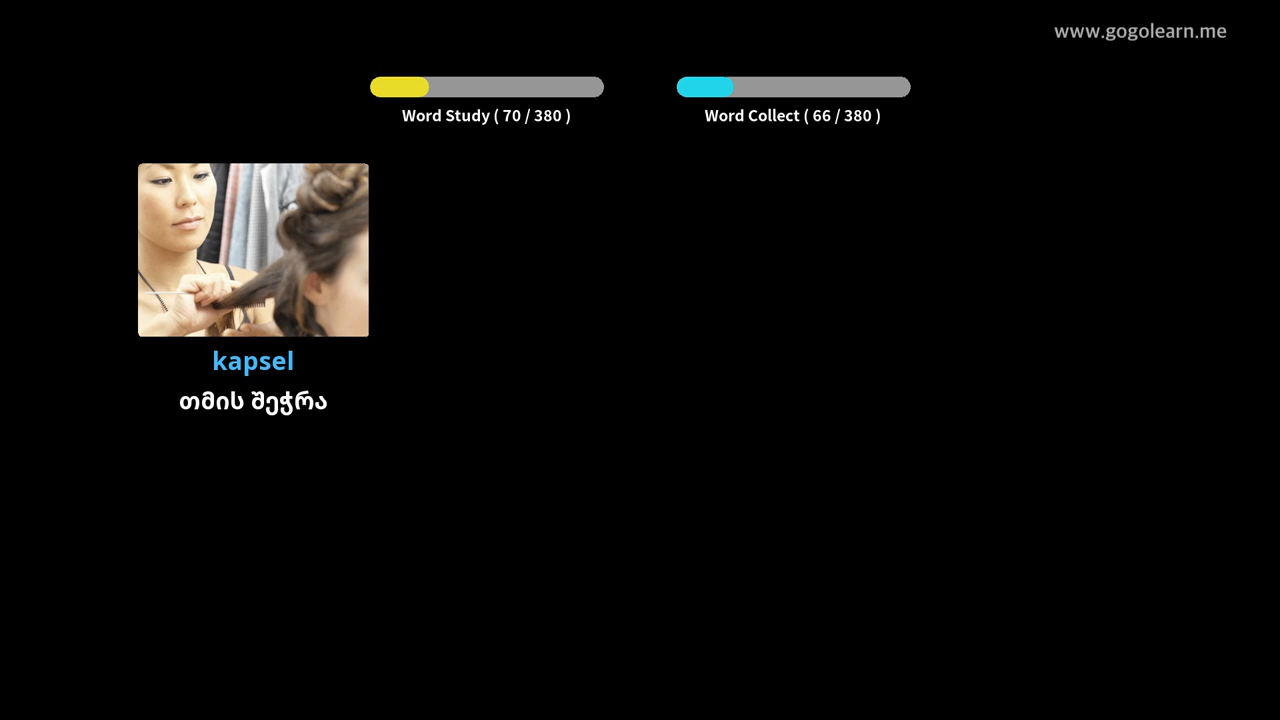 www.gogolearn.me
Word Study ( 70 / 380 )
Word Collect ( 66 / 380 )
kapsel
თმის შეჭრა